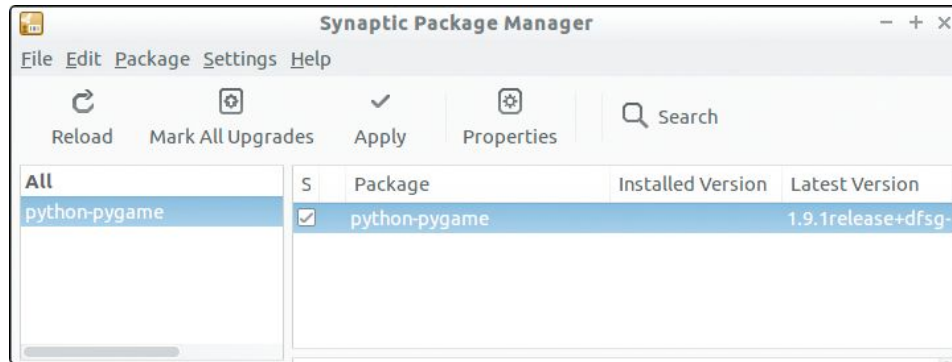 Synaptic Package Manager
File Edit Package Settings Help
Reload Mark All Upgrades Apply Properties Search
All
python-pygame
S Package Installed Version Latest Version
python-pygame 1.9.1release+dfsg-